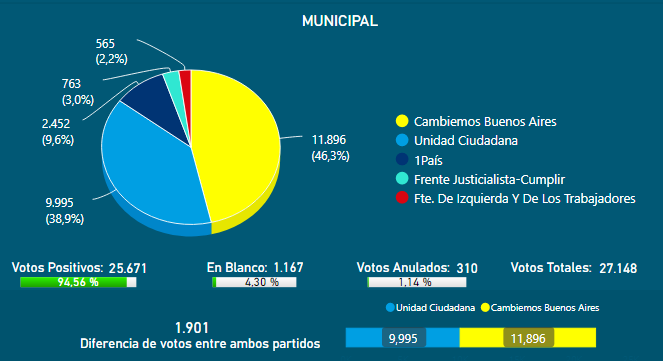 MUNICIPAL
565
(2,2%)
763
(3,0%)
2.452
(9,6%)
9.995
(38,9%)
11.896
(46,3%)
Cambiemos Buenos Aires
Unidad Ciudadana
1País
Frente Justicialista-Cumplir
Fte. De Izquierda Y De Los Trabajadores
Votos Positivos: 25.671
94,56 %
En Blanco: 1.167
4,30 %
Votos Anulados: 310
1,14 %
Votos Totales: 27.148
1.901
Diferencia de votos entre ambos partidos
Unidad Ciudadana Cambiemos Buenos Aires
9,995 11,896